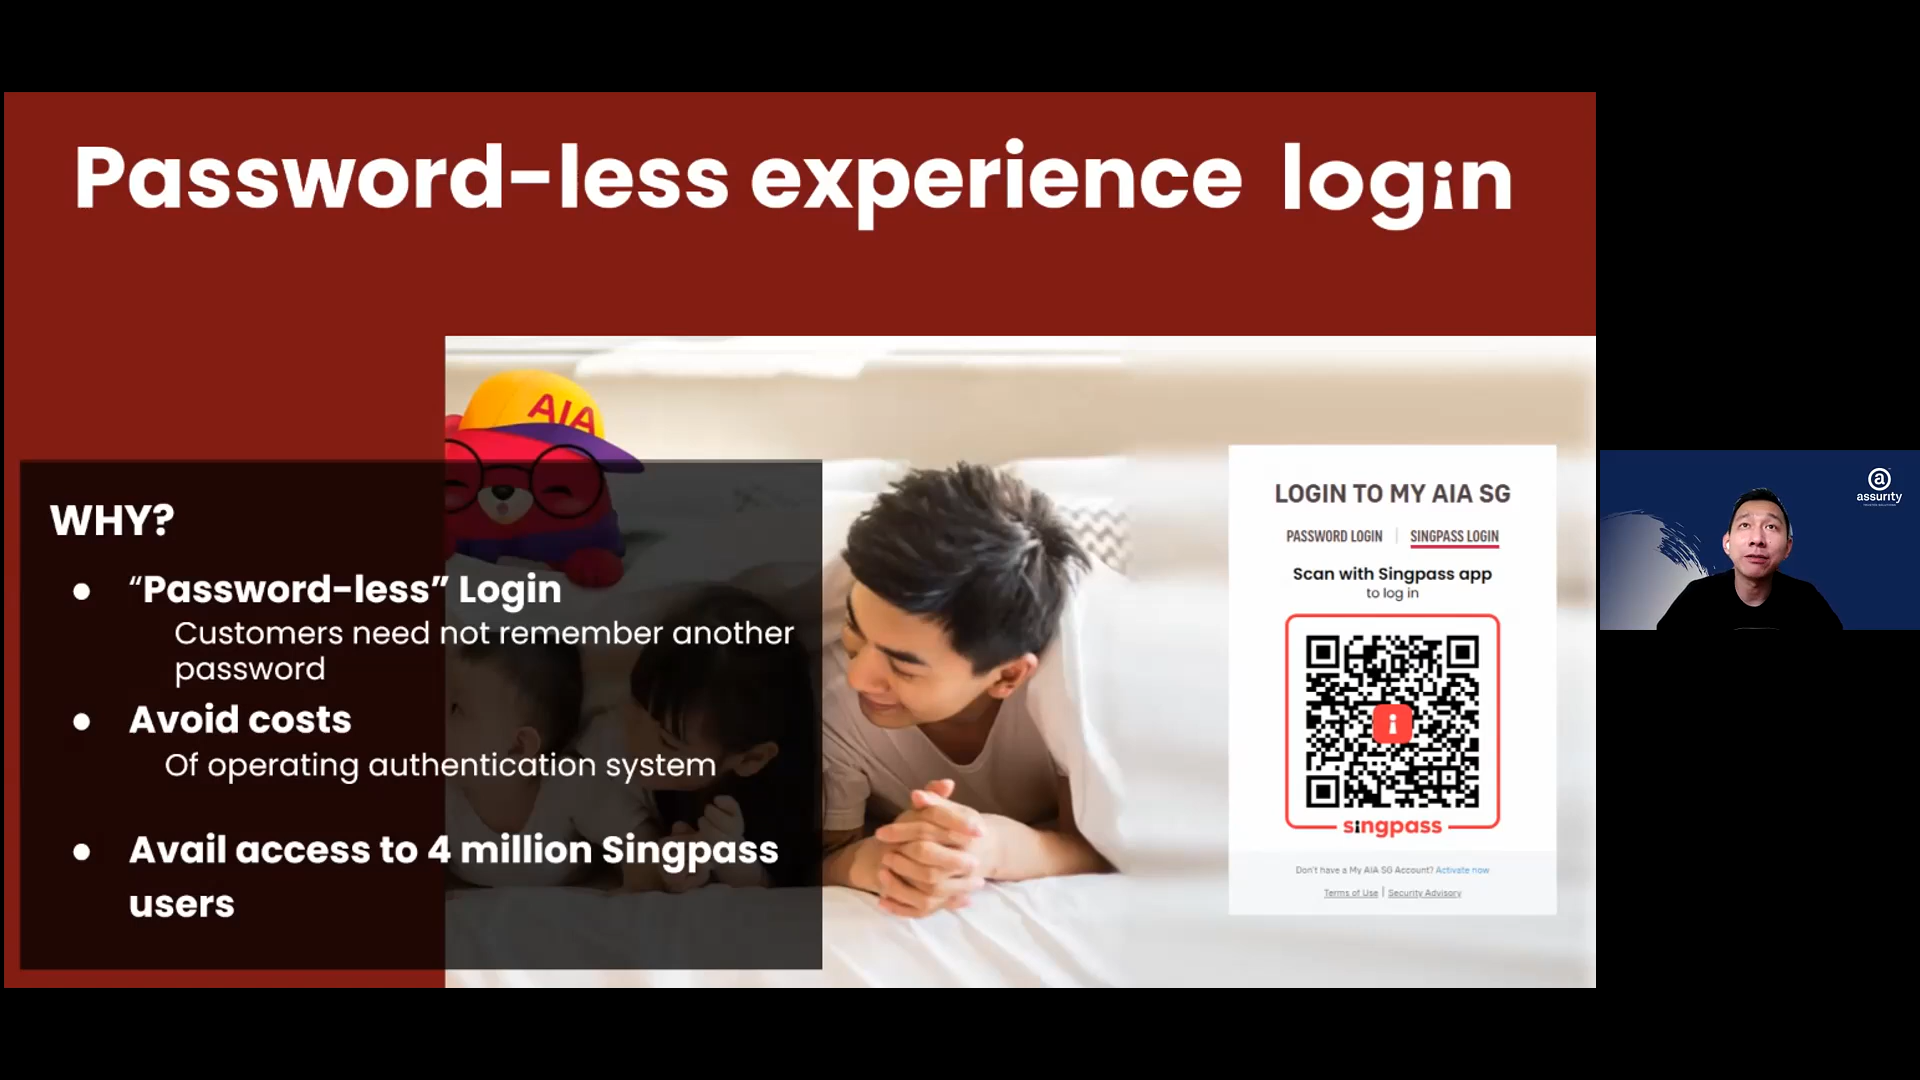 Password-less experience login
AIA
WHY?
● “Password-less” Login
Customers need not remember another
password
● Avoid costs
Of operating authentication system
● Avail access to 4 million Singpass
users
LOGIN TO MY AIA SG
PASSWORD LOGIN | SINGPASS LOGIN
Scan with Singpass app
to log in
singpass
Don't have a My AIA SG Account? Activate now
Terms of Use | Security Advisory
assurity